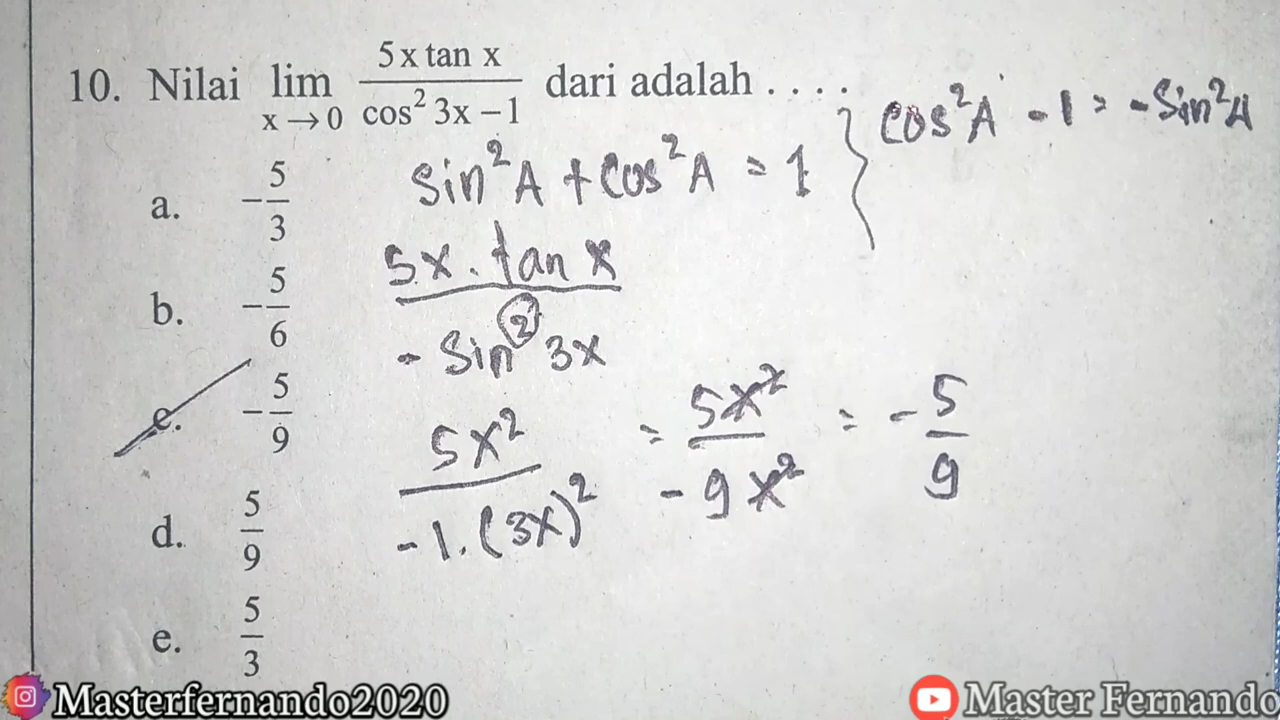 10. Nilai lim x→0 5x tan x / cos² 3x – 1 dari adalah . . . .
cos²A - 1 = -Sin²A
Sin²A + Cos²A = 1
a. -5/3
5x . tan x / - Sin² 3x
b. -5/6
c. -5/9
5x² / -1.(3x)² = 5x² / -9x² = -5/9
d. 5/9
e. 5/3
Masterfernando2020
Master Fernando